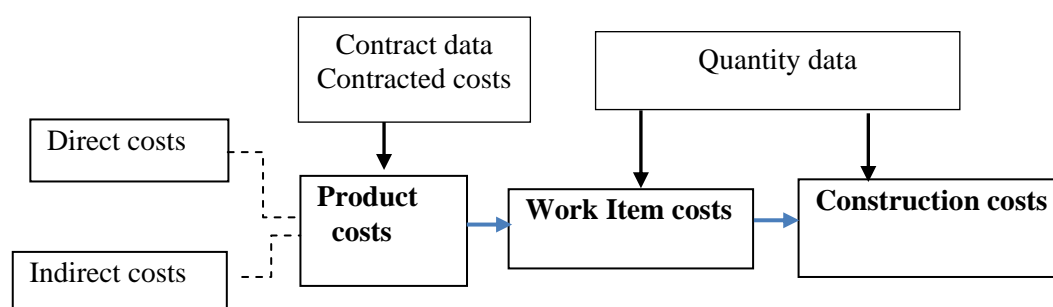 Contract data
Contracted costs
Quantity data
Direct costs
Product
costs
Work Item costs
Construction costs
Indirect costs